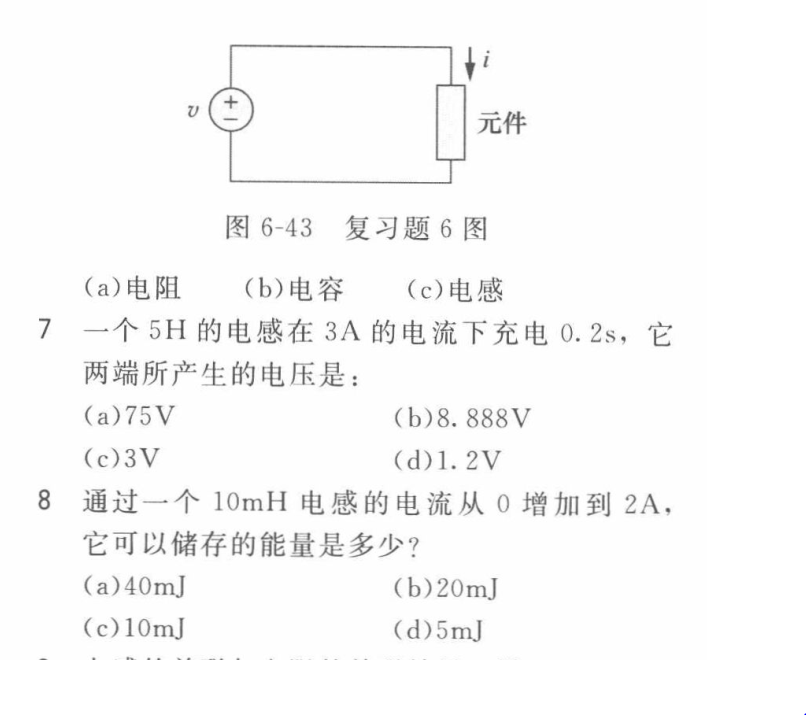 i
+
v
−
元件
图 6-43 复习题 6 图
(a)电阻 (b)电容 (c)电感
7 一个 5H 的电感在 3A 的电流下充电 0.2s，它
两端所产生的电压是：
(a)75V (b)8.888V
(c)3V (d)1.2V
8 通过一个 10mH 电感的电流从 0 增加到 2A，
它可以储存的能量是多少？
(a)40mJ (b)20mJ
(c)10mJ (d)5mJ